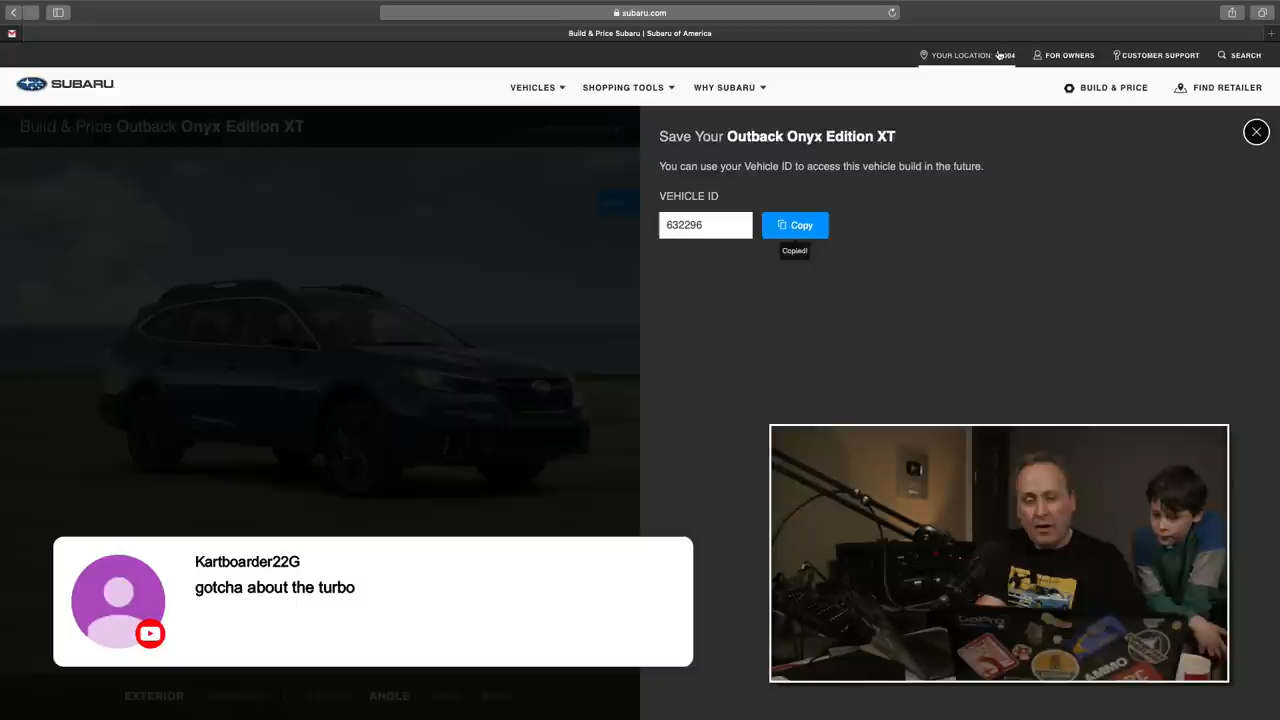 subaru.com
Build & Price Subaru | Subaru of America
YOUR LOCATION:
FOR OWNERS
CUSTOMER SUPPORT
SEARCH
SUBARU
VEHICLES
SHOPPING TOOLS
WHY SUBARU
BUILD & PRICE
FIND RETAILER
Build & Price Outback Onyx Edition XT
Save Your Outback Onyx Edition XT
You can use your Vehicle ID to access this vehicle build in the future.
VEHICLE ID
632296
Copy
Copied!
Kartboarder22G
gotcha about the turbo
GoPro
AMMO
EXTERIOR
ANGLE